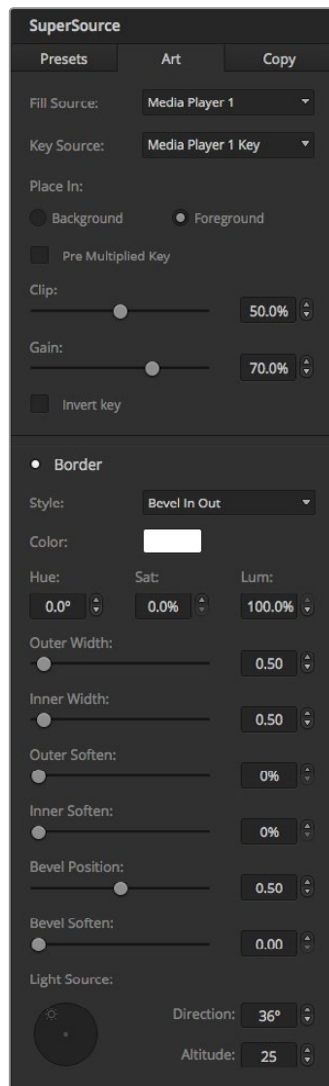 SuperSource
Presets Art Copy
Fill Source: Media Player 1
Key Source: Media Player 1 Key
Place In:
Background Foreground
Pre Multiplied Key
Clip:
50.0%
Gain:
70.0%
Invert key
Border
Style: Bevel In Out
Color:
Hue: Sat: Lum:
0.0° 0.0% 100.0%
Outer Width:
0.50
Inner Width:
0.50
Outer Soften:
0%
Inner Soften:
0%
Bevel Position:
0.50
Bevel Soften:
0.00
Light Source:
Direction: 36°
Altitude: 25